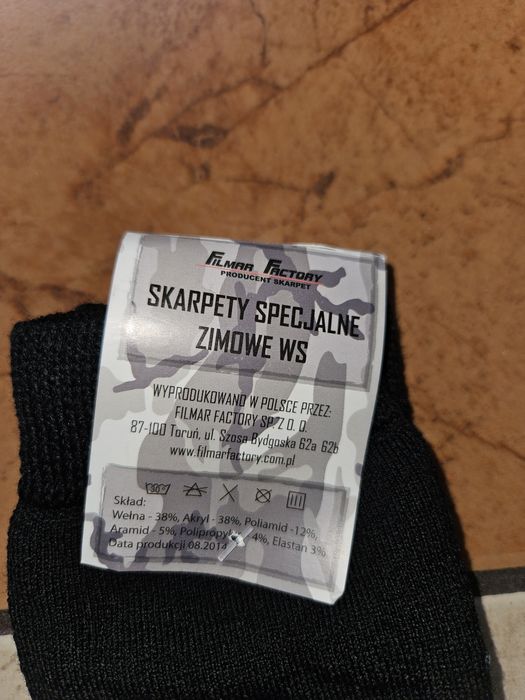 FILMAR FACTORY
PRODUCENT SKARPET
SKARPETY SPECJALNE
ZIMOWE WS
WYPRODUKOWANO W POLSCE PRZEZ:
FILMAR FACTORY SP. Z O. O.
87-100 Toruń, ul. Szosa Bydgoska 62a 62b
www.filmarfactory.com.pl
Skład:
Wełna - 38%, Akryl - 38%, Poliamid -12%,
Aramid - 5%, 4%, Elastan 3%
Data produkcji 08.2014